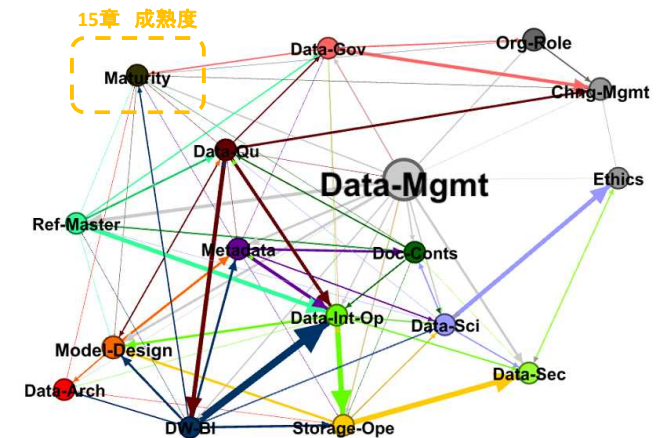 15章 成熟度
Data-Gov
Org-Role
Maturity
Chng-Mgmt
Data-Qu
Data-Mgmt
Ethics
Ref-Master
Metadata
Doc-Conts
Data-Int-Op
Data-Sci
Model-Design
Data-Sec
Data-Arch
DW-BI
Storage-Ope